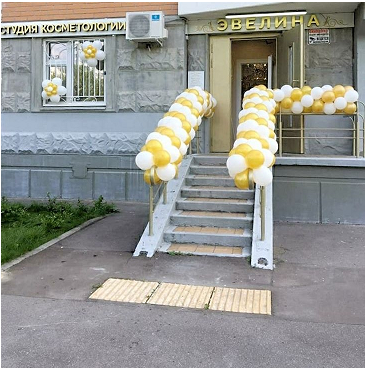 СТУДИЯ КОСМЕТОЛОГИИ
ЭВЕЛИНА